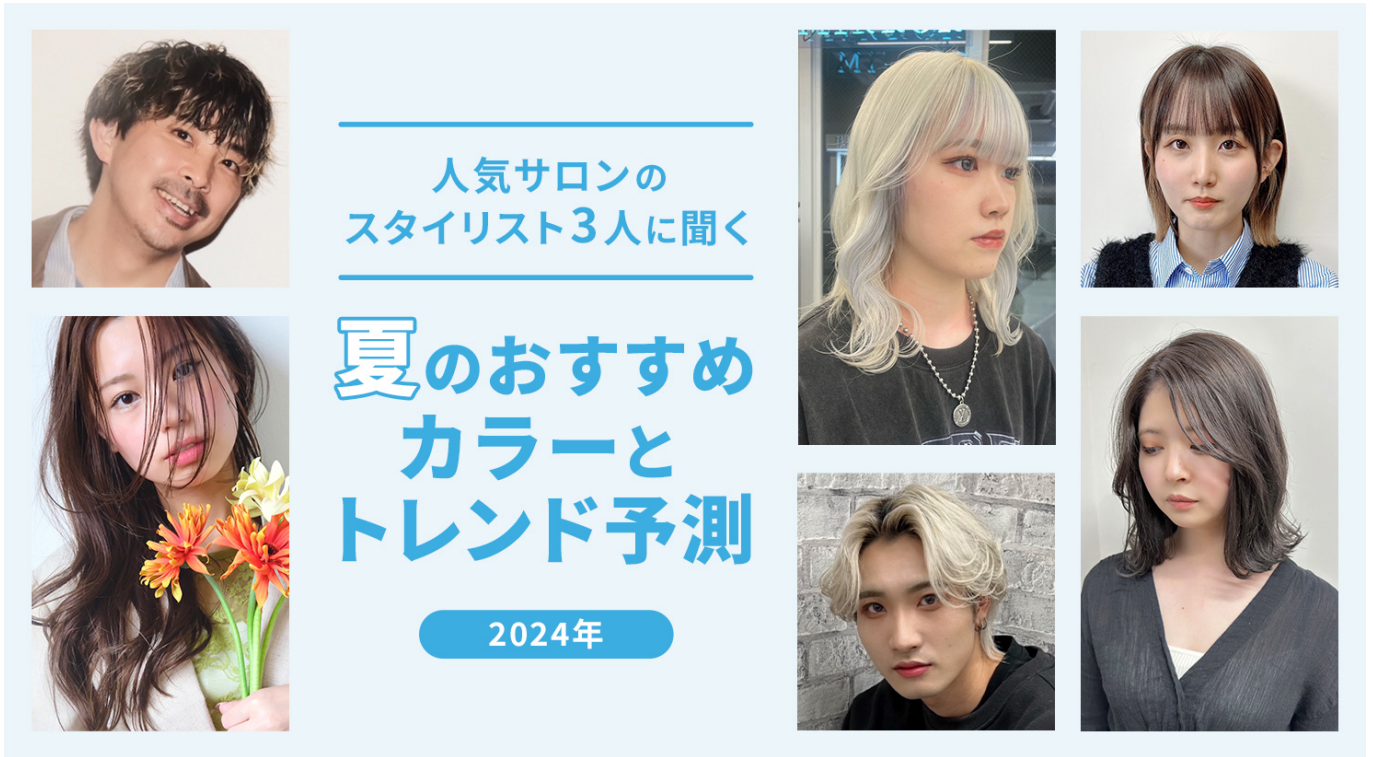 人気サロンの
スタイリスト3人に聞く
夏のおすすめ
カラーと
トレンド予測
2024年